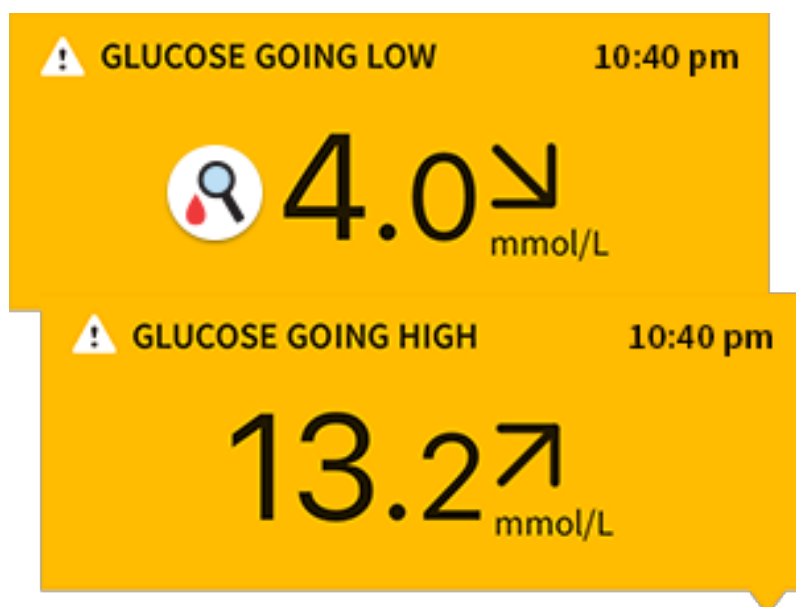 GLUCOSE GOING LOW 10:40 pm
4.0
mmol/L
GLUCOSE GOING HIGH 10:40 pm
13.2
mmol/L